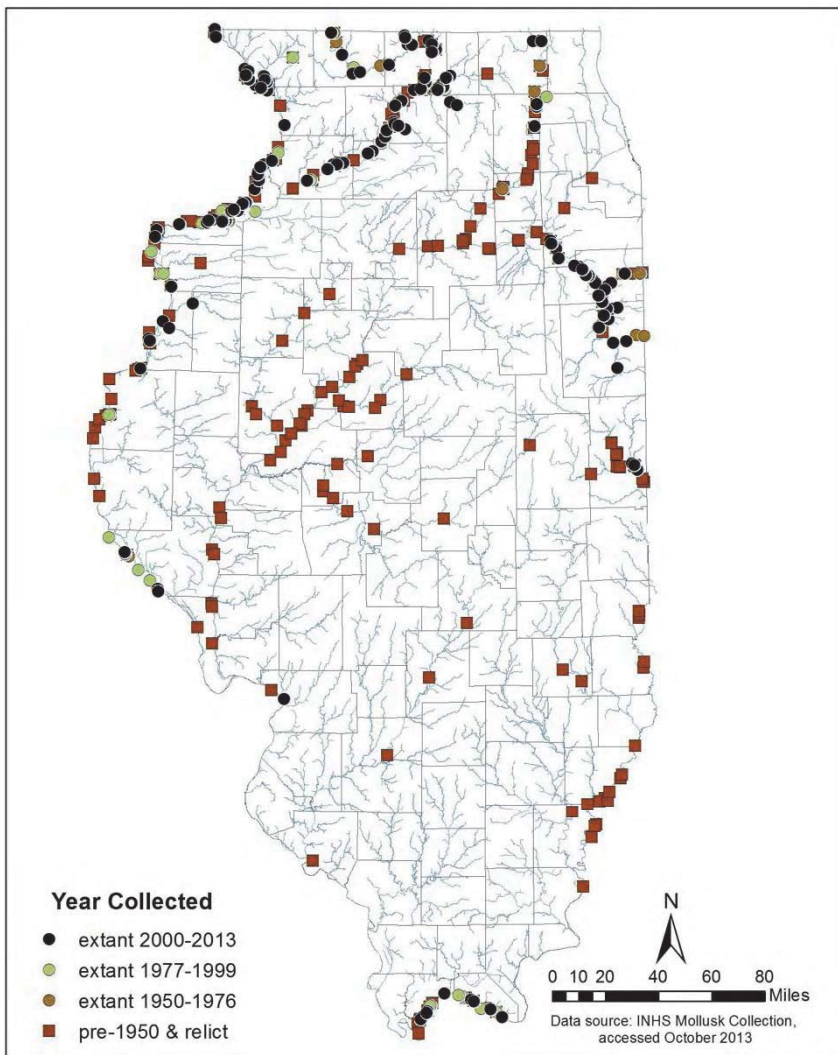 Year Collected
extant 2000-2013
extant 1977-1999
extant 1950-1976
pre-1950 & relict
N
0 10 20 40 60 80
Miles
Data source: INHS Mollusk Collection,
accessed October 2013